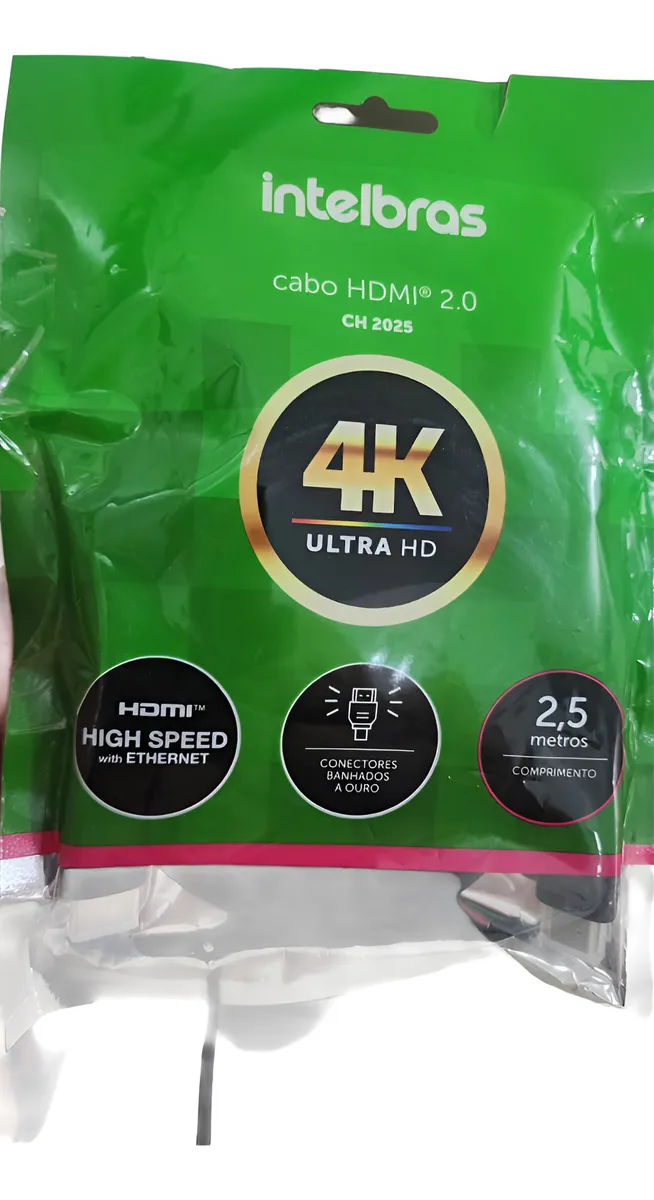 intelbras
cabo HDMI® 2.0
CH 2025
4K
ULTRA HD
HDMI™
HIGH SPEED
with ETHERNET
CONECTORES
BANHADOS
A OURO
2,5
metros
COMPRIMENTO